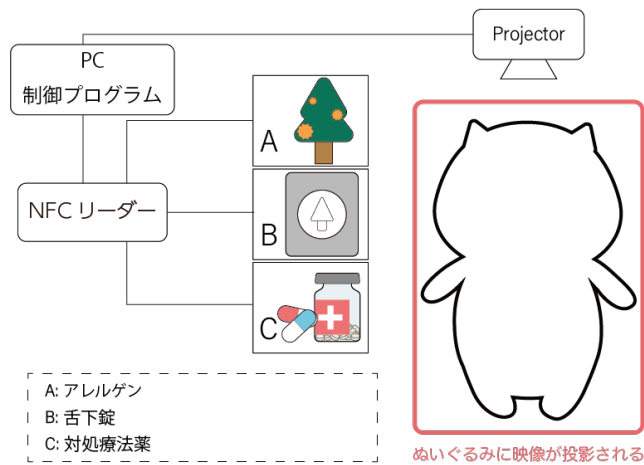 Projector
PC
制御プログラム
NFC リーダー
A
B
C
A: アレルゲン
B: 舌下錠
C: 対処療法薬
ぬいぐるみに映像が投影される